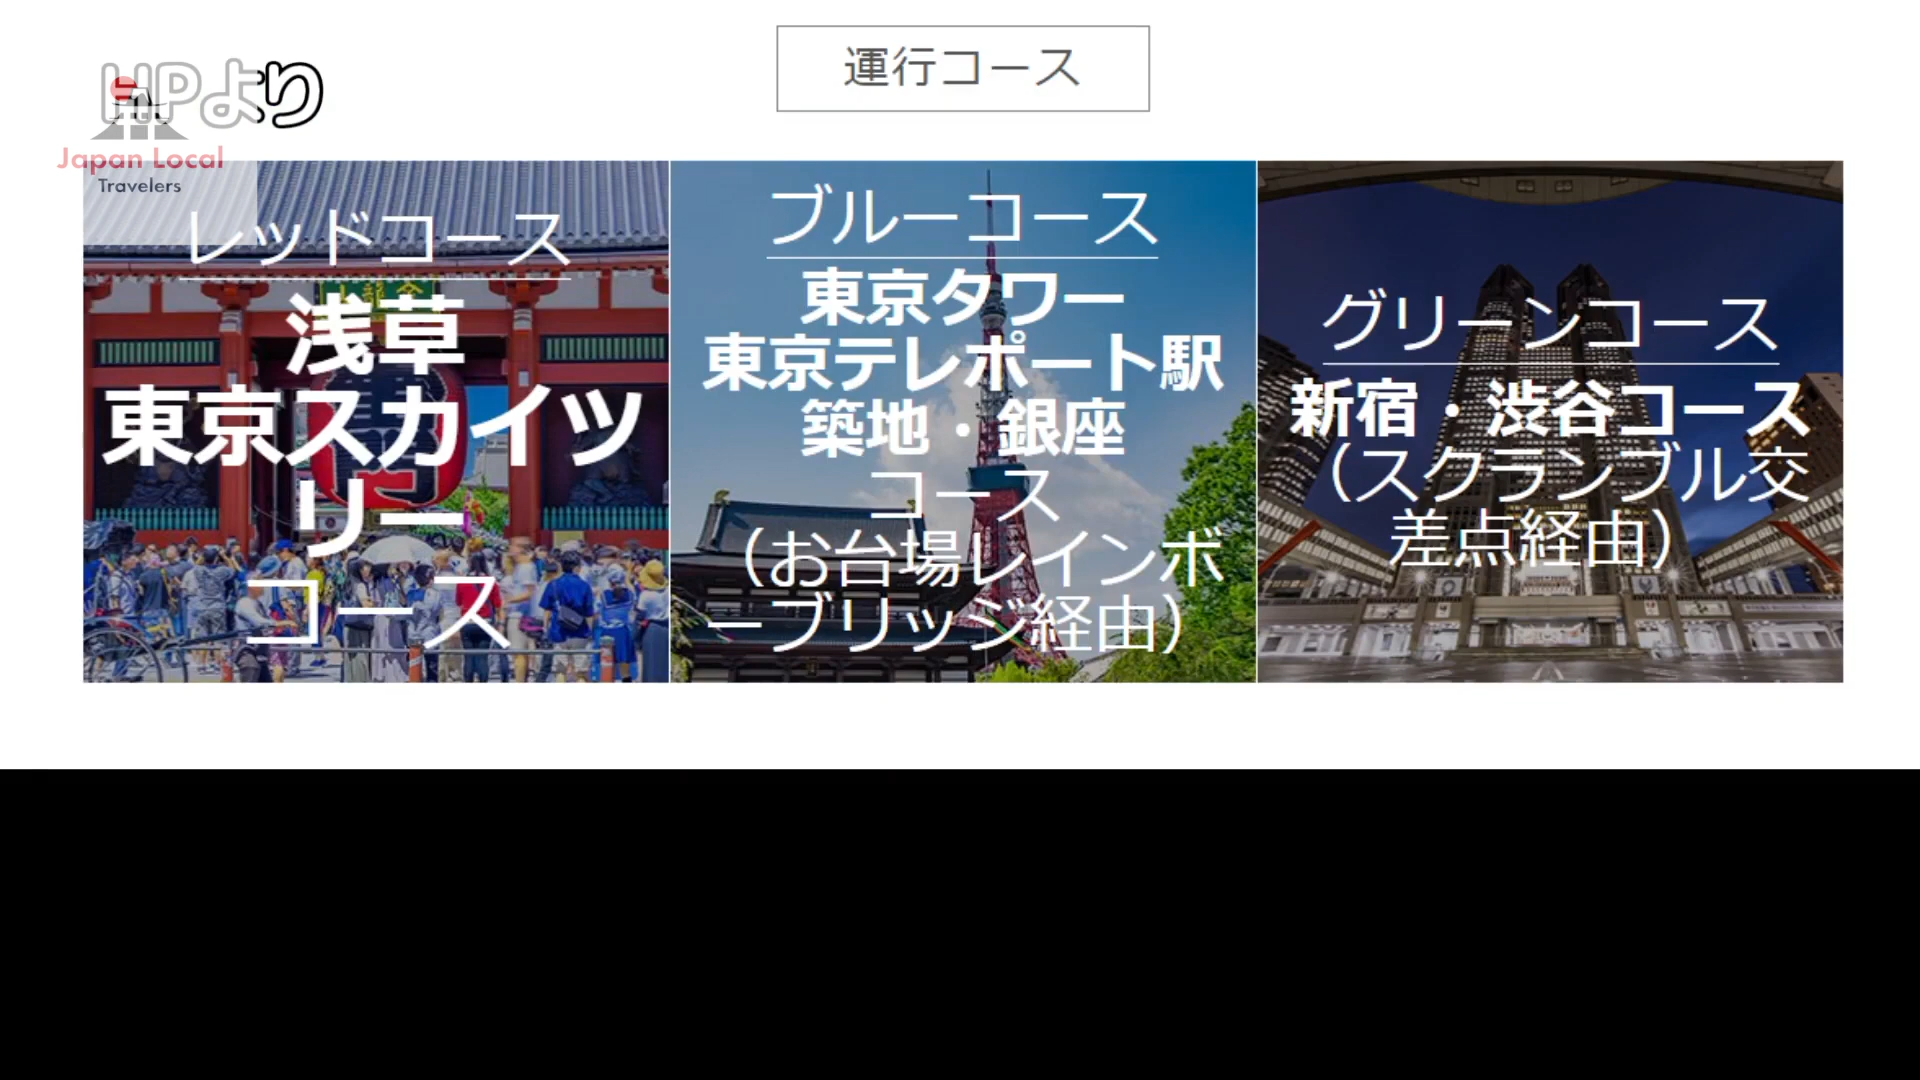 運行コース
HPより
Japan Local
Travelers
レッドコース
浅草
東京スカイツ
リー
コース
ブルーコース
東京タワー
東京テレポート駅
築地・銀座
コース
（お台場レインボ
ーブリッジ経由）
グリーンコース
新宿・渋谷コース
（スクランブル交
差点経由）